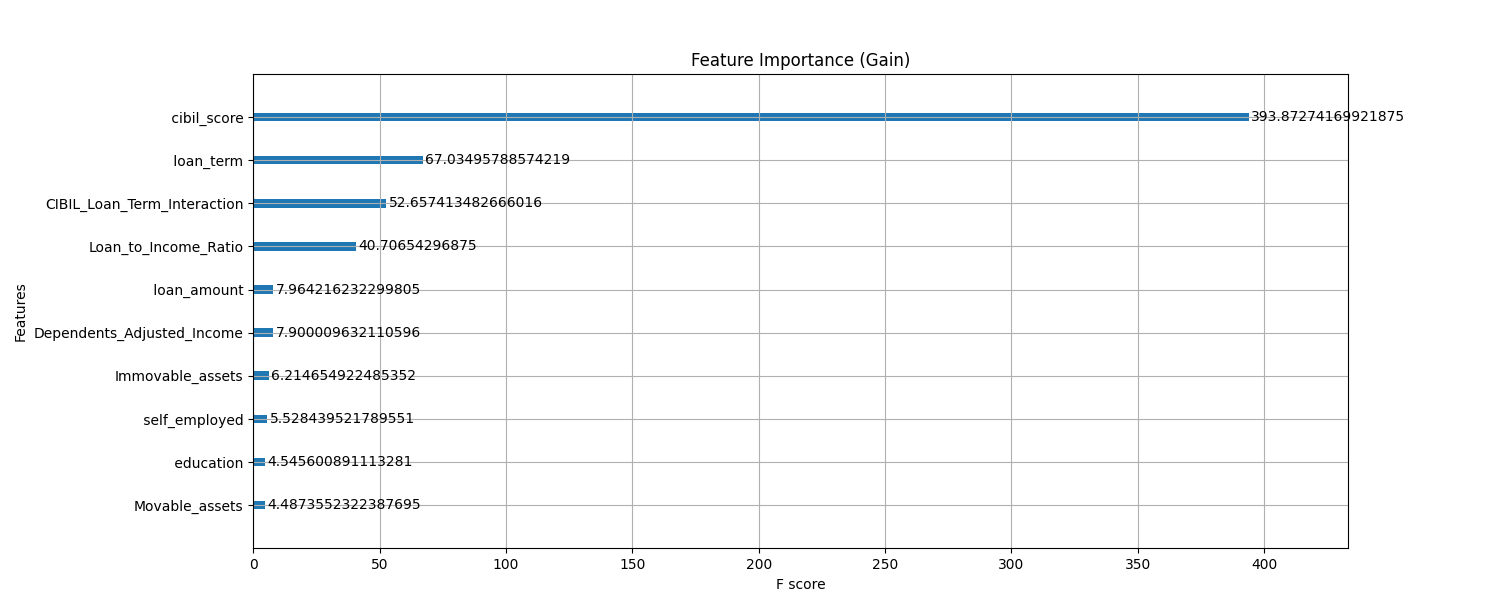 Feature Importance (Gain)
cibil_score 393.87274169921875
loan_term 67.03495788574219
CIBIL_Loan_Term_Interaction 52.657413482666016
Loan_to_Income_Ratio 40.70654296875
loan_amount 7.964216232299805
Dependents_Adjusted_Income 7.900009632110596
Immovable_assets 6.214654922485352
self_employed 5.528439521789551
education 4.545600891113281
Movable_assets 4.4873552322387695
Features
0 50 100 150 200 250 300 350 400
F score